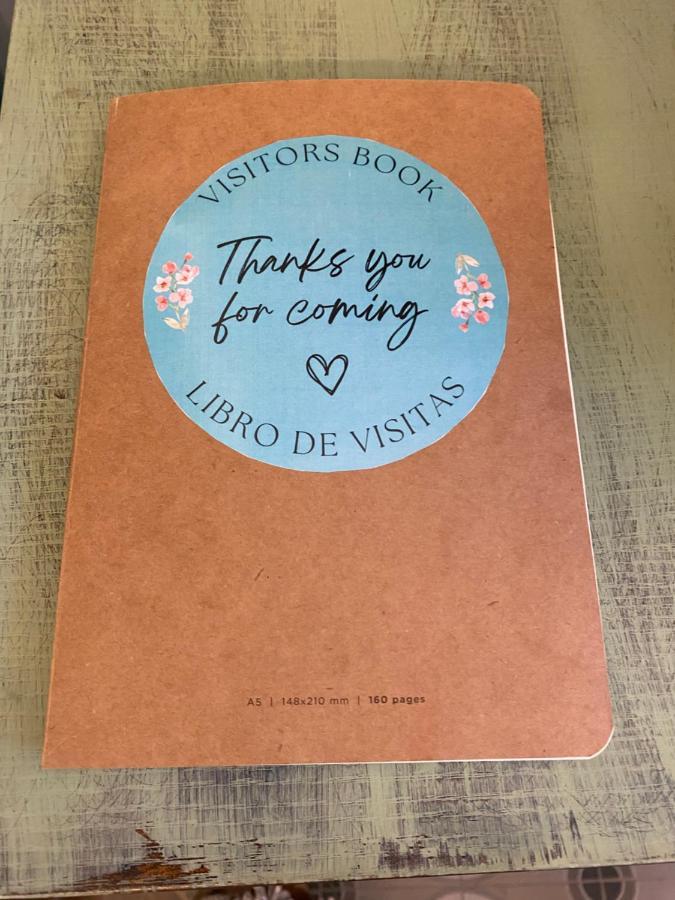 VISITORS BOOK
Thanks you
for coming
LIBRO DE VISITAS
A5 | 148x210 mm | 160 pages